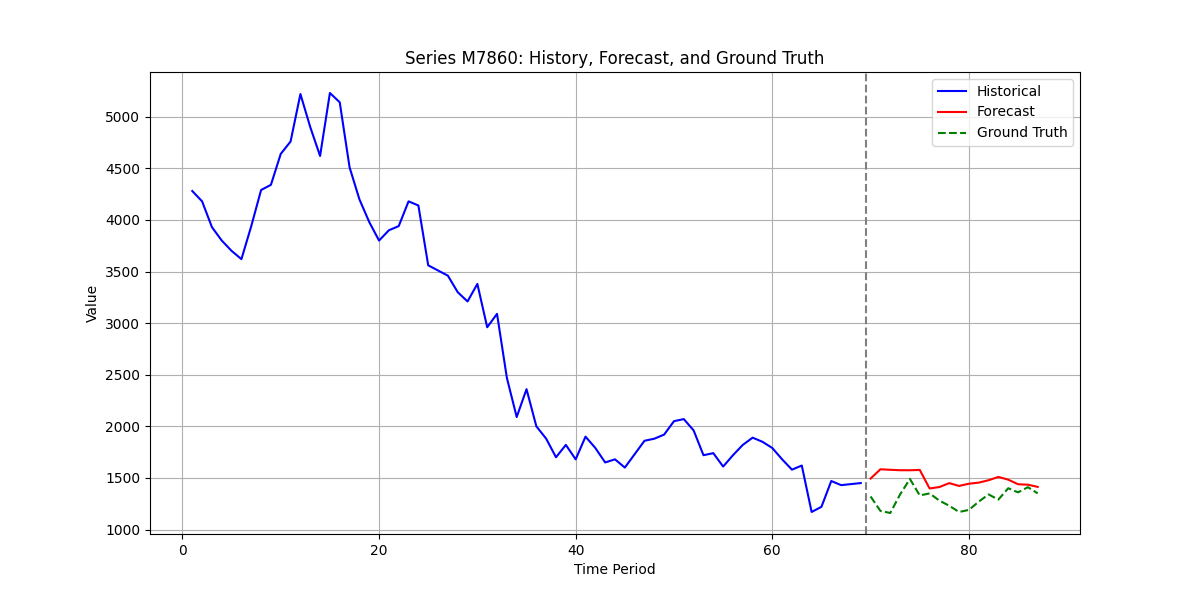 Series M7860: History, Forecast, and Ground Truth
Historical
Forecast
Ground Truth
Value
5000
4500
4000
3500
3000
2500
2000
1500
1000
0 20 40 60 80
Time Period